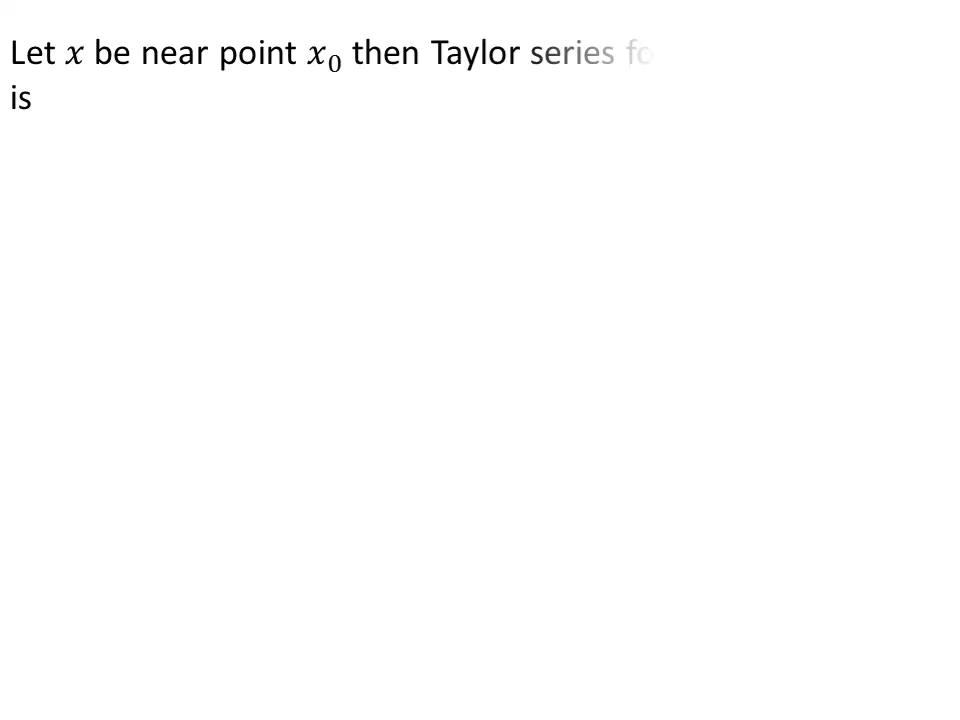 Let 𝑥 be near point 𝑥₀ then Taylor series
is